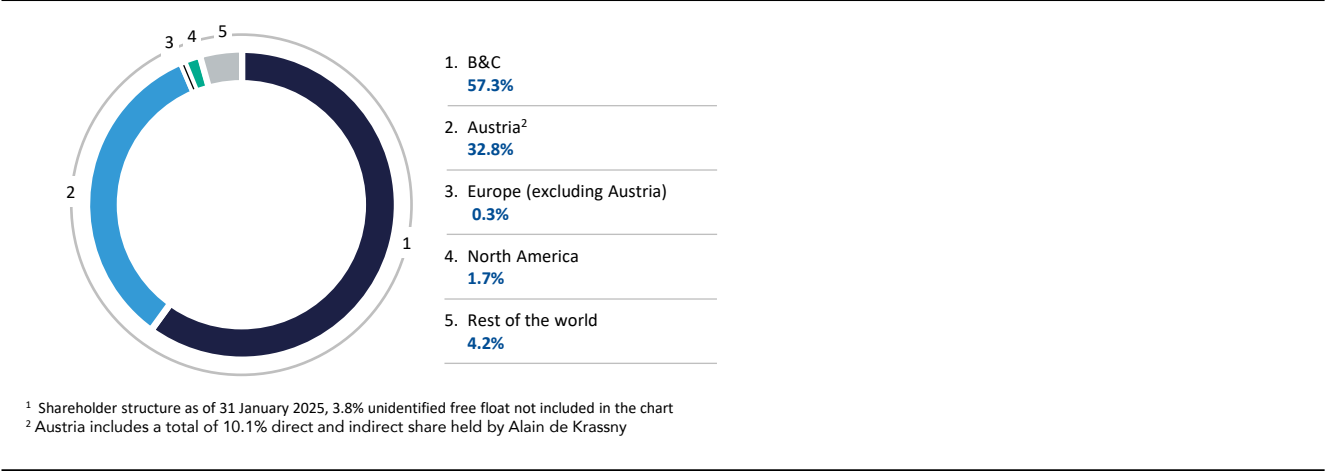 3
4
5
2
1
1. B&C
57.3%
2. Austria²
32.8%
3. Europe (excluding Austria)
0.3%
4. North America
1.7%
5. Rest of the world
4.2%
¹ Shareholder structure as of 31 January 2025, 3.8% unidentified free float not included in the chart
² Austria includes a total of 10.1% direct and indirect share held by Alain de Krassny